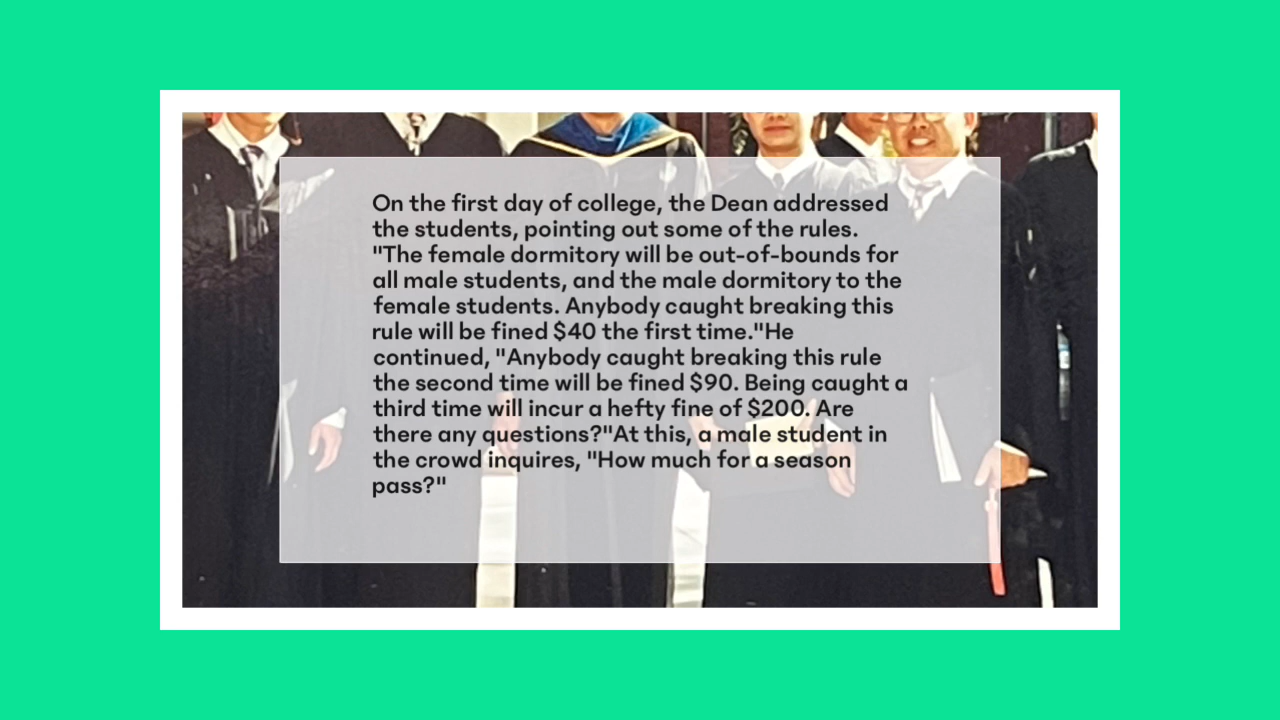 On the first day of college, the Dean addressed
the students, pointing out some of the rules.
"The female dormitory will be out-of-bounds for
all male students, and the male dormitory to the
female students. Anybody caught breaking this
rule will be fined $40 the first time."He
continued, "Anybody caught breaking this rule
the second time will be fined $90. Being caught a
third time will incur a hefty fine of $200. Are
there any questions?"At this, a male student in
the crowd inquires, "How much for a season
pass?"